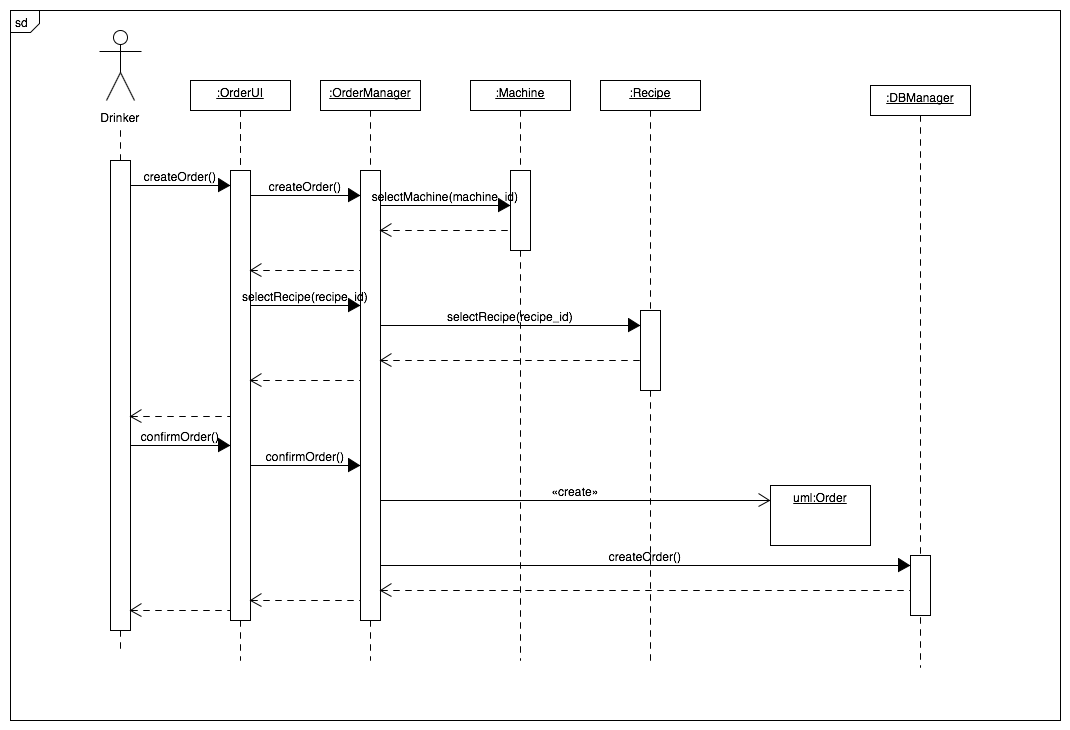 sd
Drinker
:OrderUI
:OrderManager
:Machine
:Recipe
:DBManager
createOrder()
createOrder()
selectMachine(machine_id)
selectRecipe(recipe_id)
selectRecipe(recipe_id)
confirmOrder()
confirmOrder()
«create»
uml:Order
createOrder()